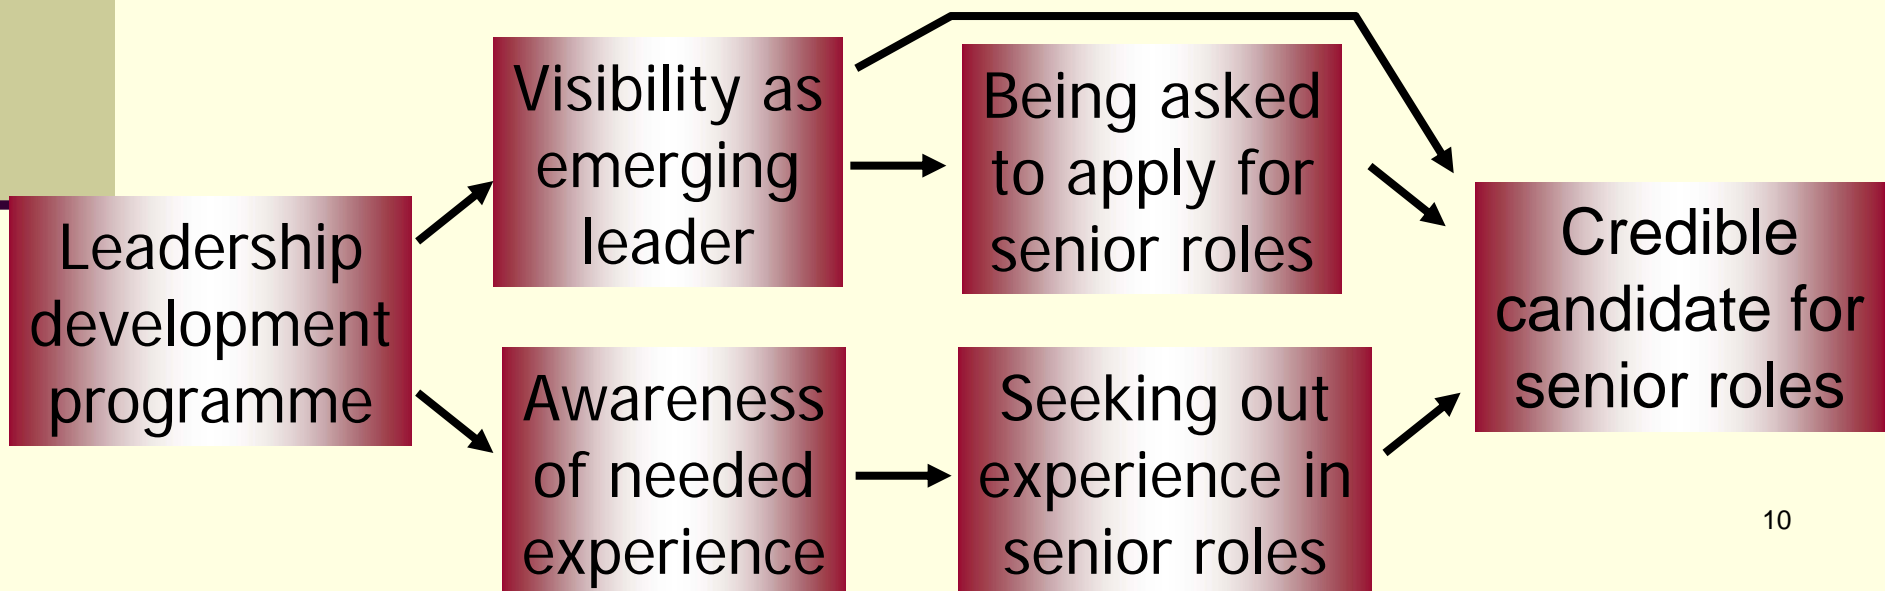 Leadership
development
programme
Visibility as
emerging
leader
Being asked
to apply for
senior roles
Awareness
of needed
experience
Seeking out
experience in
senior roles
Credible
candidate for
senior roles
10